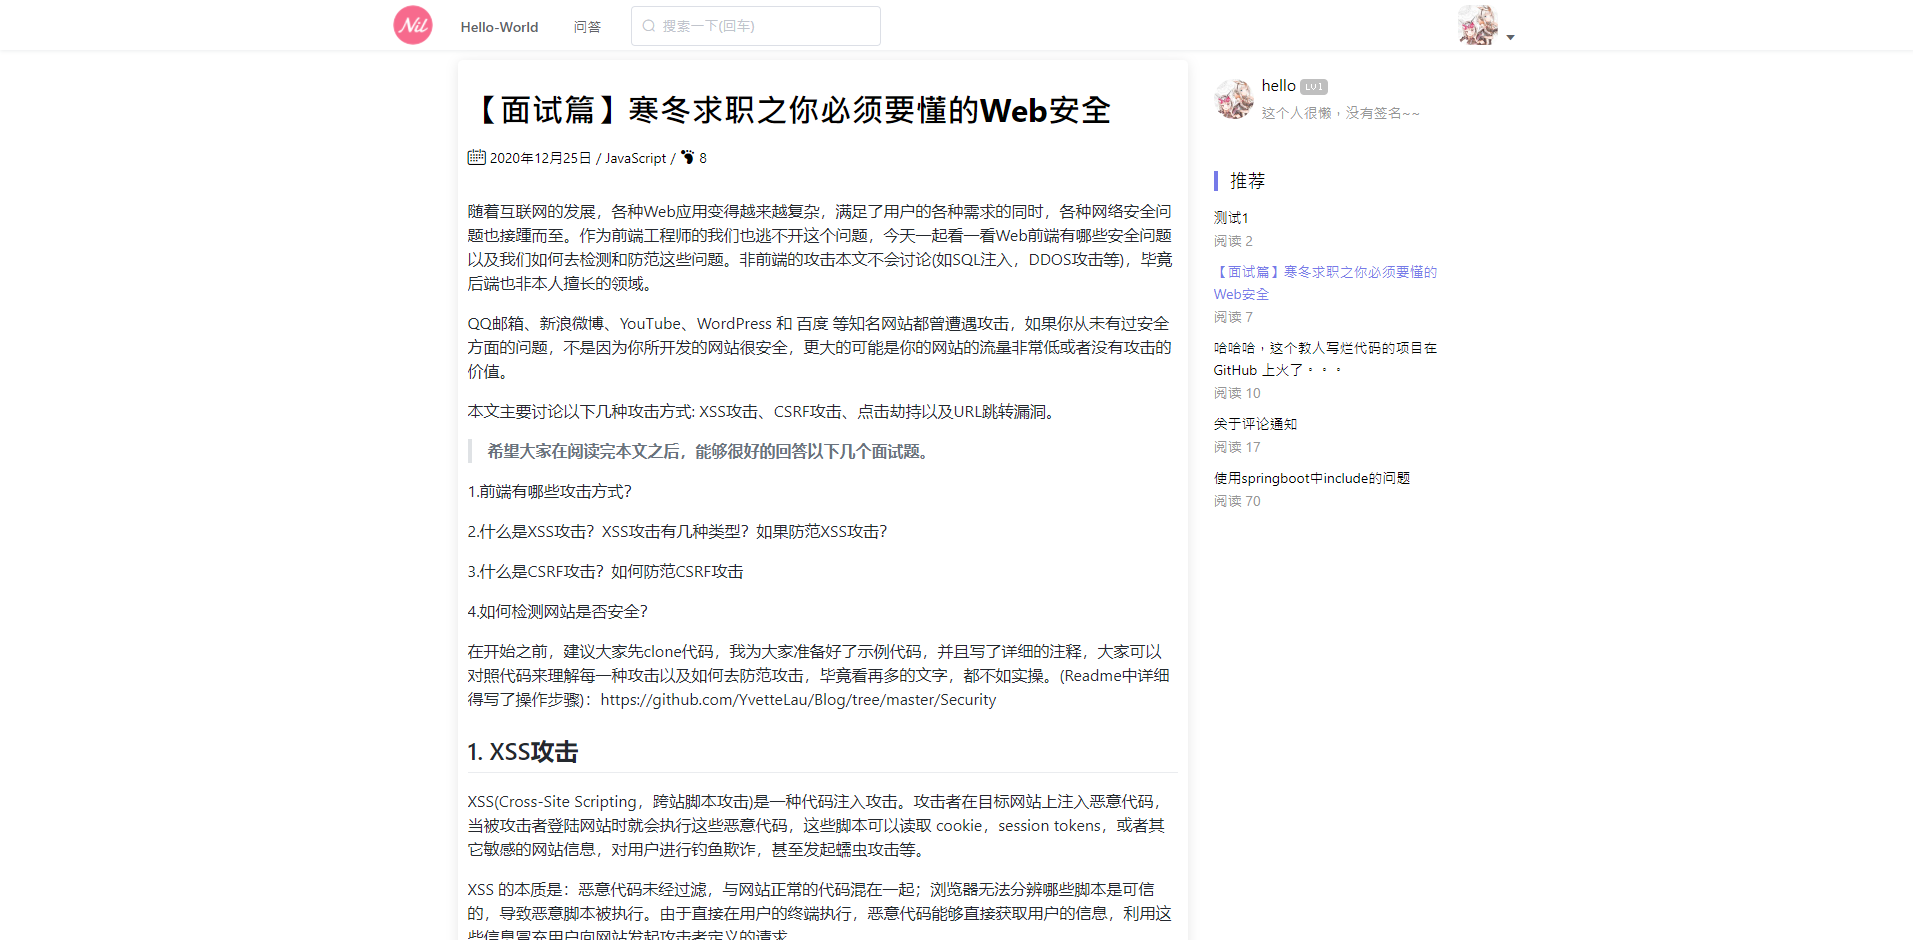 Nil
Hello-World
问答
搜索一下(回车)
【面试篇】寒冬求职之你必须要懂的Web安全
2020年12月25日 / JavaScript / 8
随着互联网的发展，各种Web应用变得越来越复杂，满足了用户的各种需求的同时，各种网络安全问
题也接踵而至。作为前端工程师的我们也逃不开这个问题，今天一起看一看Web前端有哪些安全问题
以及我们如何去检测和防范这些问题。非前端的攻击本文不会讨论(如SQL注入，DDOS攻击等)，毕竟
后端也非本人擅长的领域。
QQ邮箱、新浪微博、YouTube、WordPress 和 百度 等知名网站都曾遭遇攻击，如果你从未有过安全
方面的问题，不是因为你所开发的网站很安全，更大的可能是你的网站的流量非常低或者没有攻击的
价值。
本文主要讨论以下几种攻击方式: XSS攻击、CSRF攻击、点击劫持以及URL跳转漏洞。
希望大家在阅读完本文之后，能够很好的回答以下几个面试题。
1.前端有哪些攻击方式？
2.什么是XSS攻击？XSS攻击有几种类型？如果防范XSS攻击？
3.什么是CSRF攻击？如何防范CSRF攻击
4.如何检测网站是否安全？
在开始之前，建议大家先clone代码，我为大家准备好了示例代码，并且写了详细的注释，大家可以
对照代码来理解每一种攻击以及如何去防范攻击，毕竟看再多的文字，都不如实操。(Readme中详细
得写了操作步骤)：https://github.com/YvetteLau/Blog/tree/master/Security
1. XSS攻击
XSS(Cross-Site Scripting，跨站脚本攻击)是一种代码注入攻击。攻击者在目标网站上注入恶意代码，
当被攻击者登陆网站时就会执行这些恶意代码，这些脚本可以读取 cookie，session tokens，或者其
它敏感的网站信息，对用户进行钓鱼欺诈，甚至发起蠕虫攻击等。
XSS 的本质是：恶意代码未经过滤，与网站正常的代码混在一起；浏览器无法分辨哪些脚本是可信
的，导致恶意脚本被执行。由于直接在用户的终端执行，恶意代码能够直接获取用户的信息，利用这
些信息冒充用户向网站发起攻击者定义的请求
hello LV1
这个人很懒，没有签名~~
推荐
测试1
阅读 2
【面试篇】寒冬求职之你必须要懂的
Web安全
阅读 7
哈哈哈，这个教人写烂代码的项目在
GitHub 上火了。。。
阅读 10
关于评论通知
阅读 17
使用springboot中include的问题
阅读 70